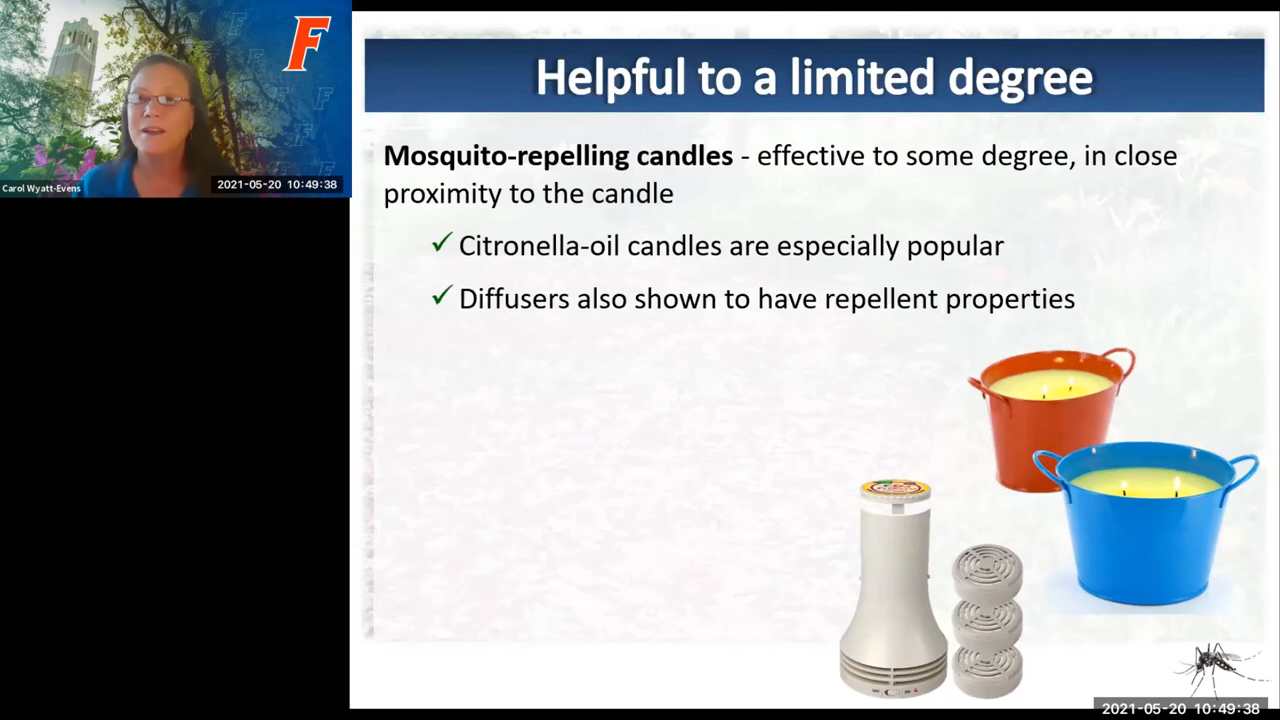 F
Carol Wyatt-Evens
2021-05-20 10:49:38
Helpful to a limited degree
Mosquito-repelling candles - effective to some degree, in close
proximity to the candle
✓ Citronella-oil candles are especially popular
✓ Diffusers also shown to have repellent properties
OFF ON
2021-05-20 10:49:38